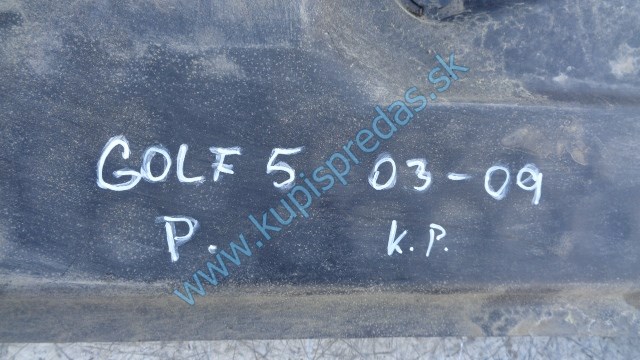 GOLF 5 03-09
P. K.P.
www.kupispredas.sk